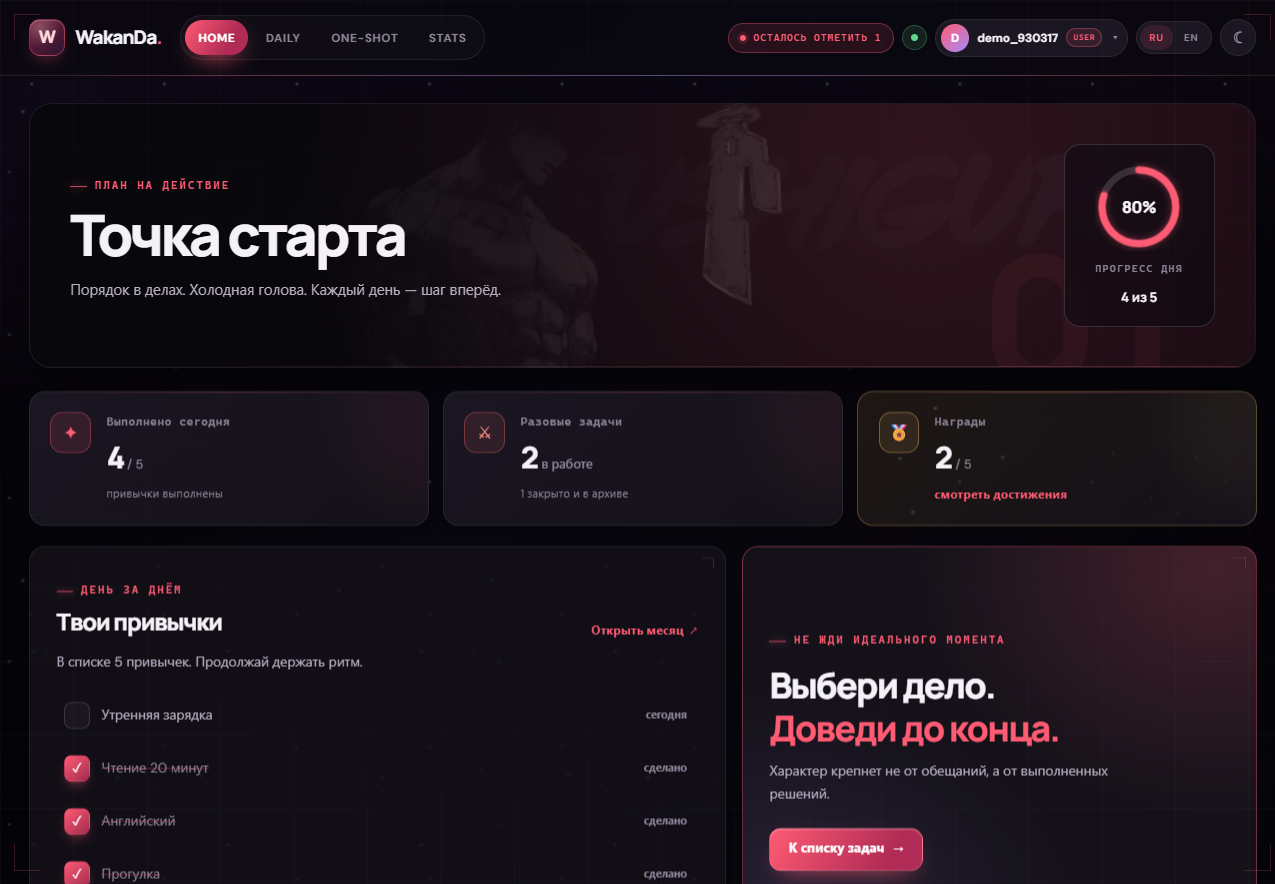 W WakanDa. HOME DAILY ONE-SHOT STATS ОСТАЛОСЬ ОТМЕТИТЬ 1 D demo_930317 USER RU EN
ПЛАН НА ДЕЙСТВИЕ
Точка старта
Порядок в делах. Холодная голова. Каждый день — шаг вперёд.
80%
ПРОГРЕСС ДНЯ
4 из 5
01
Выполнено сегодня
4 / 5
привычки выполнены
Разовые задачи
2 в работе
1 закрыто и в архиве
Награды
2 / 5
смотреть достижения
ДЕНЬ ЗА ДНЁМ
Твои привычки
Открыть месяц ↗
В списке 5 привычек. Продолжай держать ритм.
Утренняя зарядка сегодня
Чтение 20 минут сделано
Английский сделано
Прогулка сделано
НЕ ЖДИ ИДЕАЛЬНОГО МОМЕНТА
Выбери дело.
Доведи до конца.
Характер крепнет не от обещаний, а от выполненных
решений.
К списку задач →